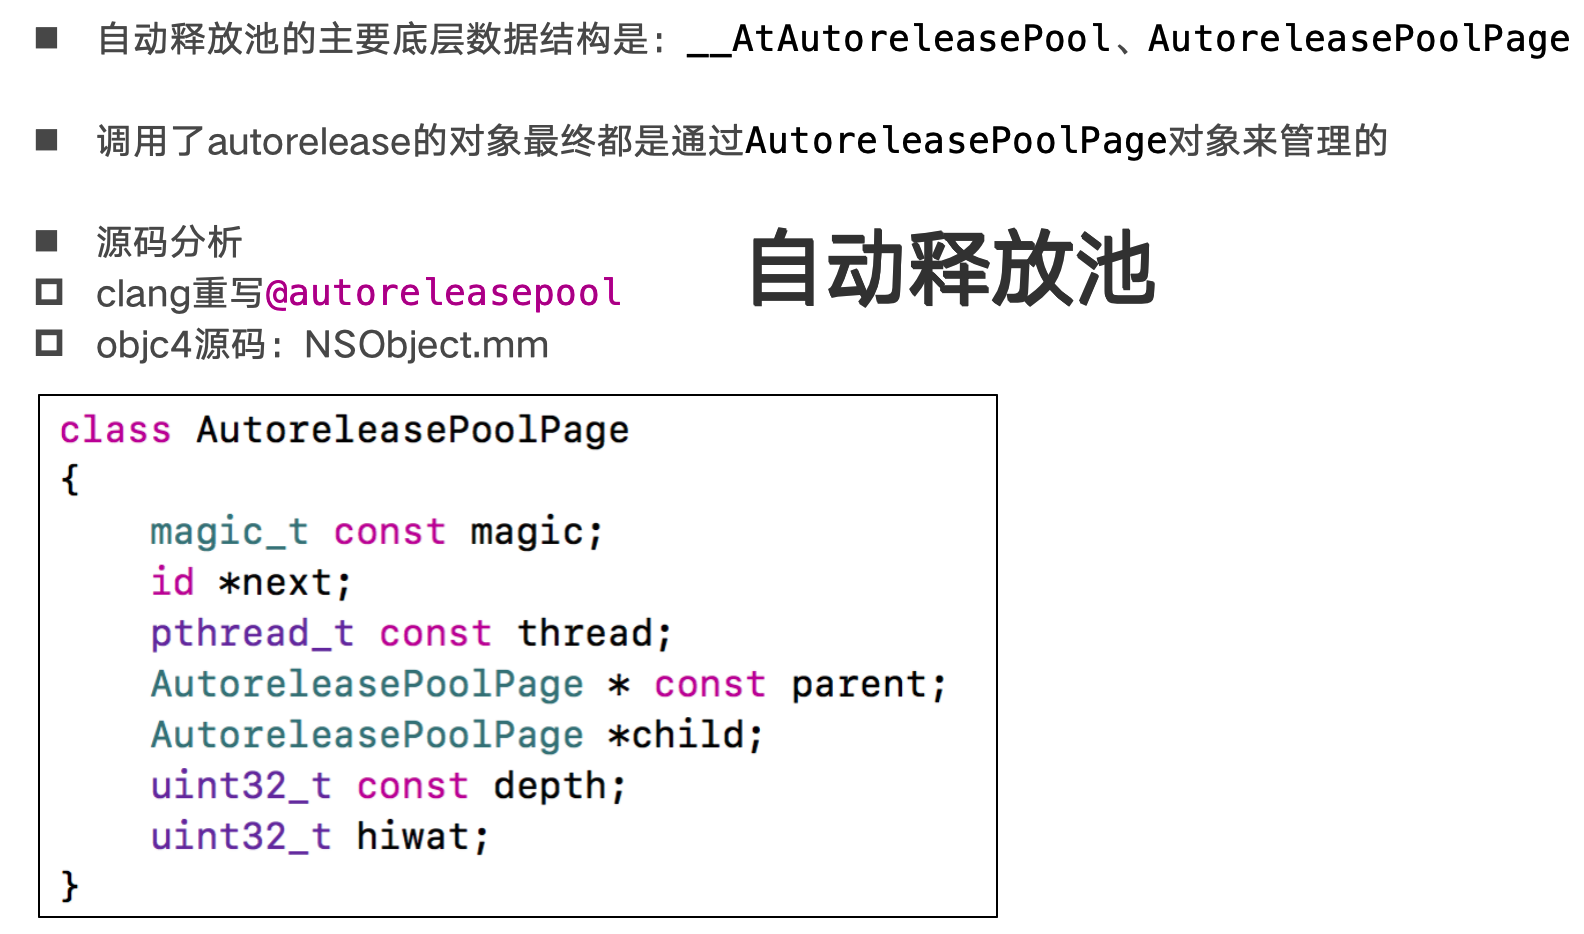 ■ 自动释放池的主要底层数据结构是：__AtAutoreleasePool、AutoreleasePoolPage
■ 调用了autorelease的对象最终都是通过AutoreleasePoolPage对象来管理的
■ 源码分析
□ clang重写@autoreleasepool
□ objc4源码：NSObject.mm
自动释放池
class AutoreleasePoolPage
{
    magic_t const magic;
    id *next;
    pthread_t const thread;
    AutoreleasePoolPage * const parent;
    AutoreleasePoolPage *child;
    uint32_t const depth;
    uint32_t hiwat;
}